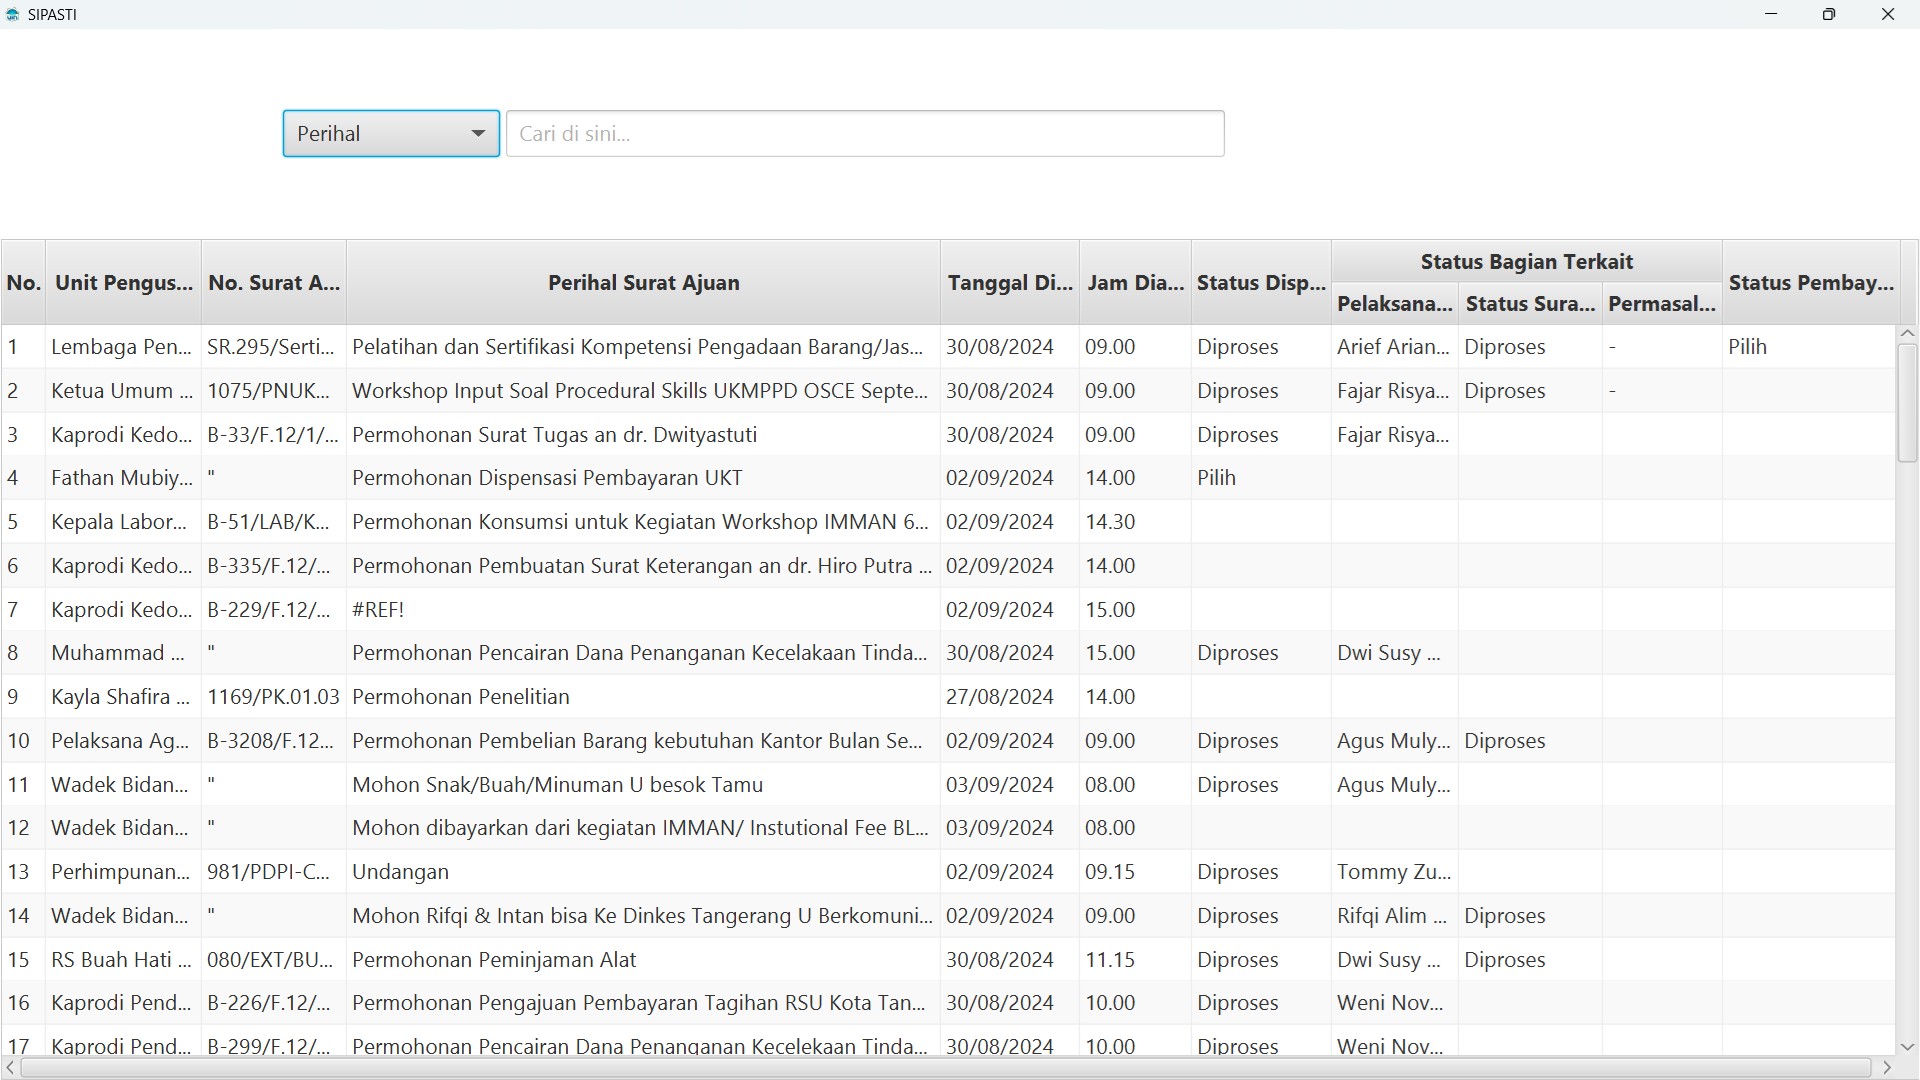 SIPASTI
Perihal
Cari di sini...
Status Bagian Terkait
No. Unit Pengus... No. Surat A... Perihal Surat Ajuan Tanggal Di... Jam Dia... Status Disp... Status Pembay...
Pelaksana... Status Sura... Permasal...
1 Lembaga Pen... SR.295/Serti... Pelatihan dan Sertifikasi Kompetensi Pengadaan Barang/Jas... 30/08/2024 09.00 Diproses Arief Arian... Diproses - Pilih
2 Ketua Umum ... 1075/PNUK... Workshop Input Soal Procedural Skills UKMPPD OSCE Septe... 30/08/2024 09.00 Diproses Fajar Risya... Diproses -
3 Kaprodi Kedo... B-33/F.12/1/... Permohonan Surat Tugas an dr. Dwityastuti 30/08/2024 09.00 Diproses Fajar Risya...
4 Fathan Mubiy... " Permohonan Dispensasi Pembayaran UKT 02/09/2024 14.00 Pilih
5 Kepala Labor... B-51/LAB/K... Permohonan Konsumsi untuk Kegiatan Workshop IMMAN 6... 02/09/2024 14.30
6 Kaprodi Kedo... B-335/F.12/... Permohonan Pembuatan Surat Keterangan an dr. Hiro Putra ... 02/09/2024 14.00
7 Kaprodi Kedo... B-229/F.12/... #REF! 02/09/2024 15.00
8 Muhammad ... " Permohonan Pencairan Dana Penanganan Kecelakaan Tinda... 30/08/2024 15.00 Diproses Dwi Susy ...
9 Kayla Shafira ... 1169/PK.01.03 Permohonan Penelitian 27/08/2024 14.00
10 Pelaksana Ag... B-3208/F.12... Permohonan Pembelian Barang kebutuhan Kantor Bulan Se... 02/09/2024 09.00 Diproses Agus Muly... Diproses
11 Wadek Bidan... " Mohon Snak/Buah/Minuman U besok Tamu 03/09/2024 08.00 Diproses Agus Muly...
12 Wadek Bidan... " Mohon dibayarkan dari kegiatan IMMAN/ Instutional Fee BL... 03/09/2024 08.00
13 Perhimpunan... 981/PDPI-C... Undangan 02/09/2024 09.15 Diproses Tommy Zu...
14 Wadek Bidan... " Mohon Rifqi & Intan bisa Ke Dinkes Tangerang U Berkomuni... 02/09/2024 09.00 Diproses Rifqi Alim ... Diproses
15 RS Buah Hati ... 080/EXT/BU... Permohonan Peminjaman Alat 30/08/2024 11.15 Diproses Dwi Susy ... Diproses
16 Kaprodi Pend... B-226/F.12/... Permohonan Pengajuan Pembayaran Tagihan RSU Kota Tan... 30/08/2024 10.00 Diproses Weni Nov...
17 Kaprodi Pend... B-299/F.12/... Permohonan Pencairan Dana Penanganan Kecelekaan Tinda... 30/08/2024 10.00 Diproses Weni Nov...